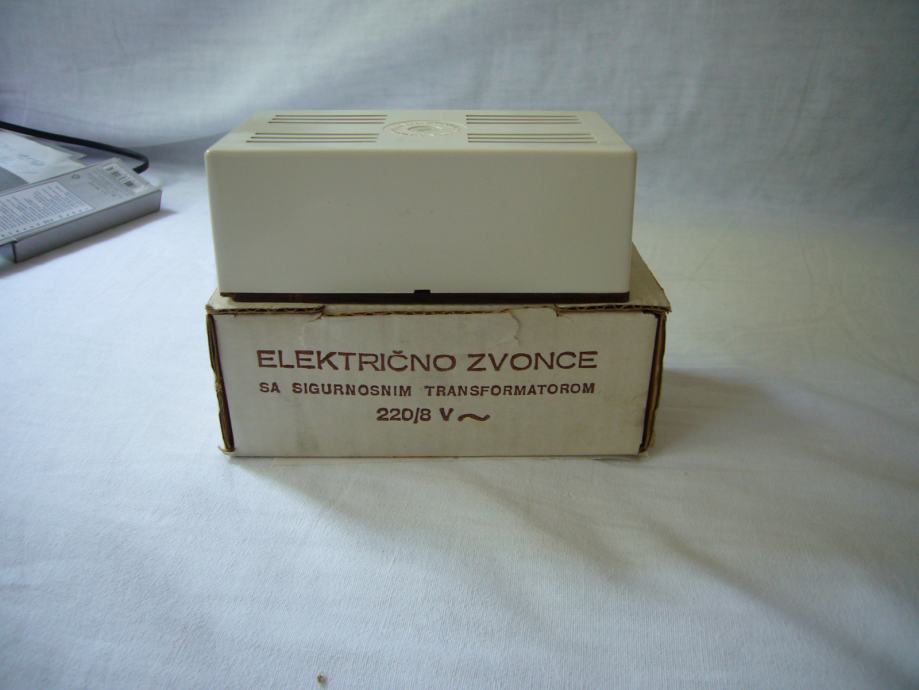 ELEKTRIČNO ZVONCE
SA SIGURNOSNIM TRANSFORMATOROM
220/8 V ~